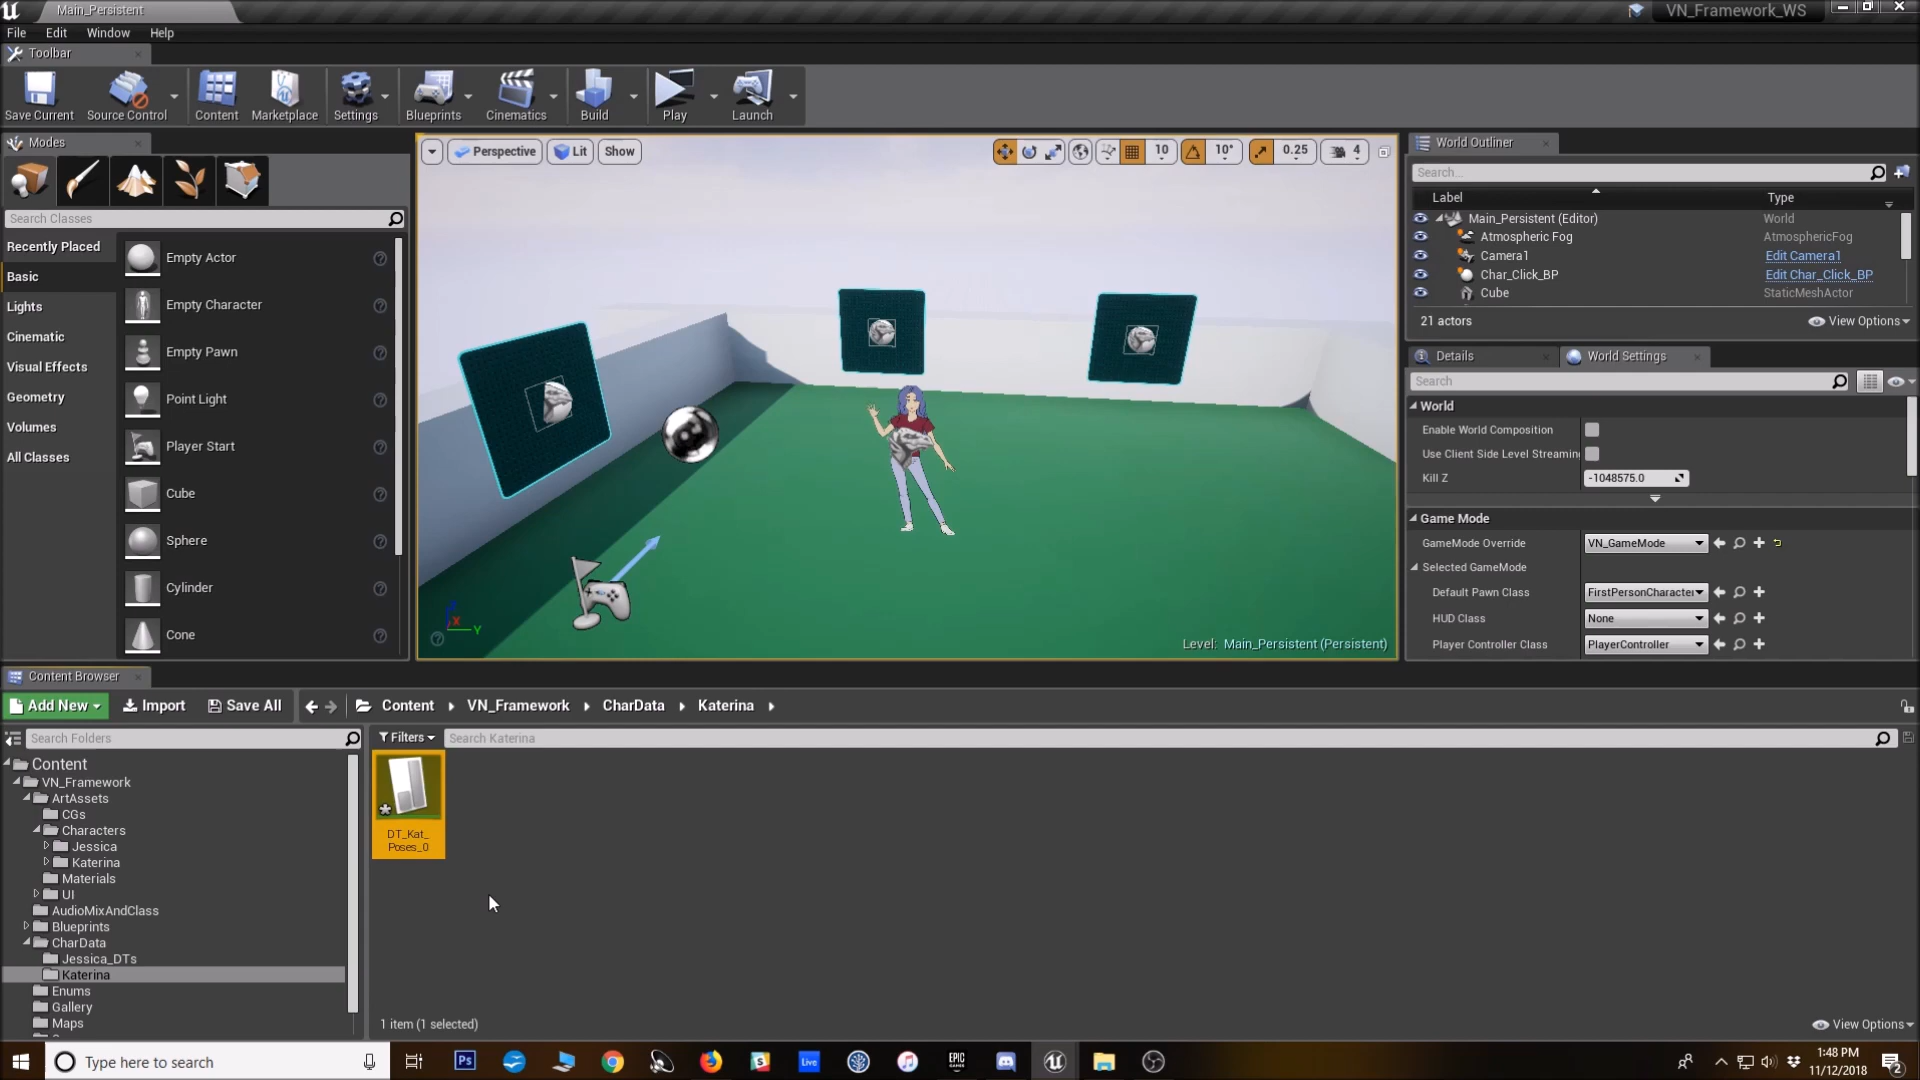 Main_Persistent
VN_Framework_WS
File Edit Window Help
Toolbar
Save Current
Source Control
Content
Marketplace
Settings
Blueprints
Cinematics
Build
Play
Launch
Modes
Search Classes
Recently Placed
Basic
Lights
Cinematic
Visual Effects
Geometry
Volumes
All Classes
Empty Actor
Empty Character
Empty Pawn
Point Light
Player Start
Cube
Sphere
Cylinder
Cone
Perspective
Lit
Show
10
10°
0.25
4
X
Y
Level: Main_Persistent (Persistent)
World Outliner
Search...
Label Type
Main_Persistent (Editor) World
Atmospheric Fog AtmosphericFog
Camera1 Edit Camera1
Char_Click_BP Edit Char_Click_BP
Cube StaticMeshActor
21 actors
View Options
Details
World Settings
Search
World
Enable World Composition
Use Client Side Level Streaming
Kill Z -1048575.0
Game Mode
GameMode Override VN_GameMode
Selected GameMode
Default Pawn Class FirstPersonCharacter
HUD Class None
Player Controller Class PlayerController
Content Browser
Add New
Import
Save All
Content VN_Framework CharData Katerina
Search Folders
Filters
Search Katerina
Content
VN_Framework
ArtAssets
CGs
Characters
Jessica
Katerina
Materials
UI
AudioMixAndClass
Blueprints
CharData
Jessica_DTs
Katerina
Enums
Gallery
Maps
DT_Kat_
Poses_0
1 item (1 selected)
View Options
Type here to search
Ps
S
Live
EPIC
GAMES
1:48 PM
11/12/2018
2